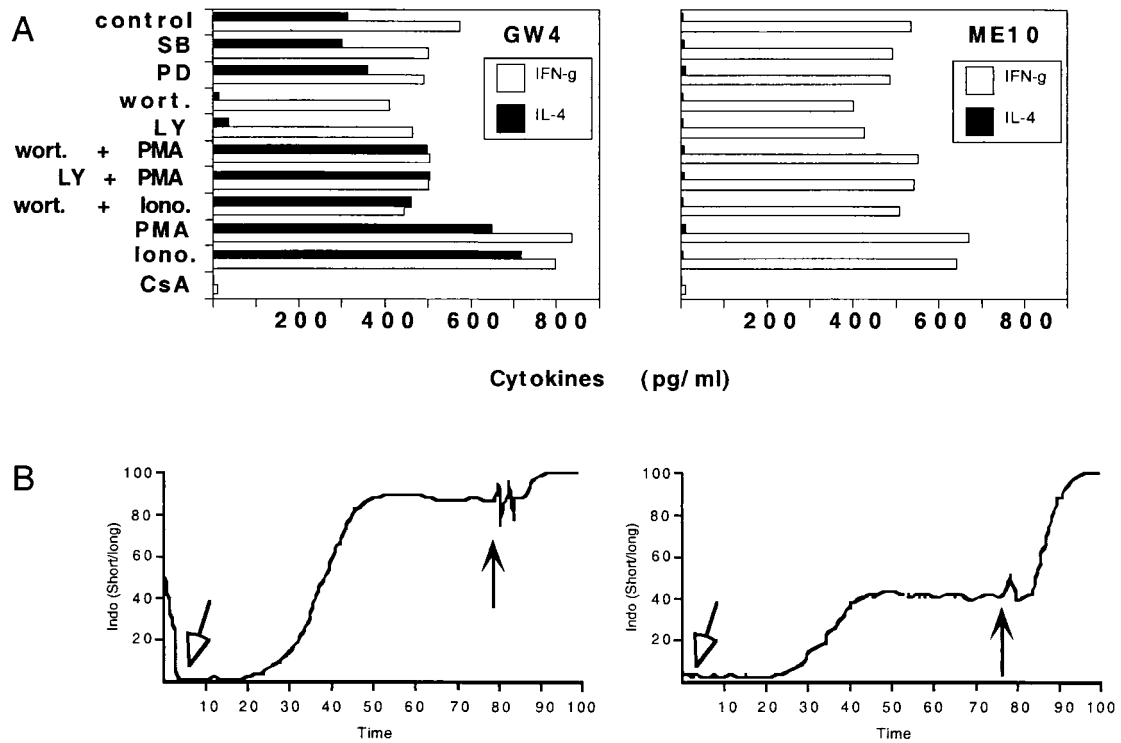 A
control
SB
PD
wort.
LY
wort. + PMA
LY + PMA
wort. + Iono.
PMA
Iono.
CsA
GW4
IFN-g
IL-4
200 400 600 800
ME10
IFN-g
IL-4
200 400 600 800
Cytokines (pg/ml)
B
Indo (Short/long)
100
80
60
40
20
10 20 30 40 50 60 70 80 90 100
Time
Indo (Short/long)
100
80
60
40
20
10 20 30 40 50 60 70 80 90 100
Time